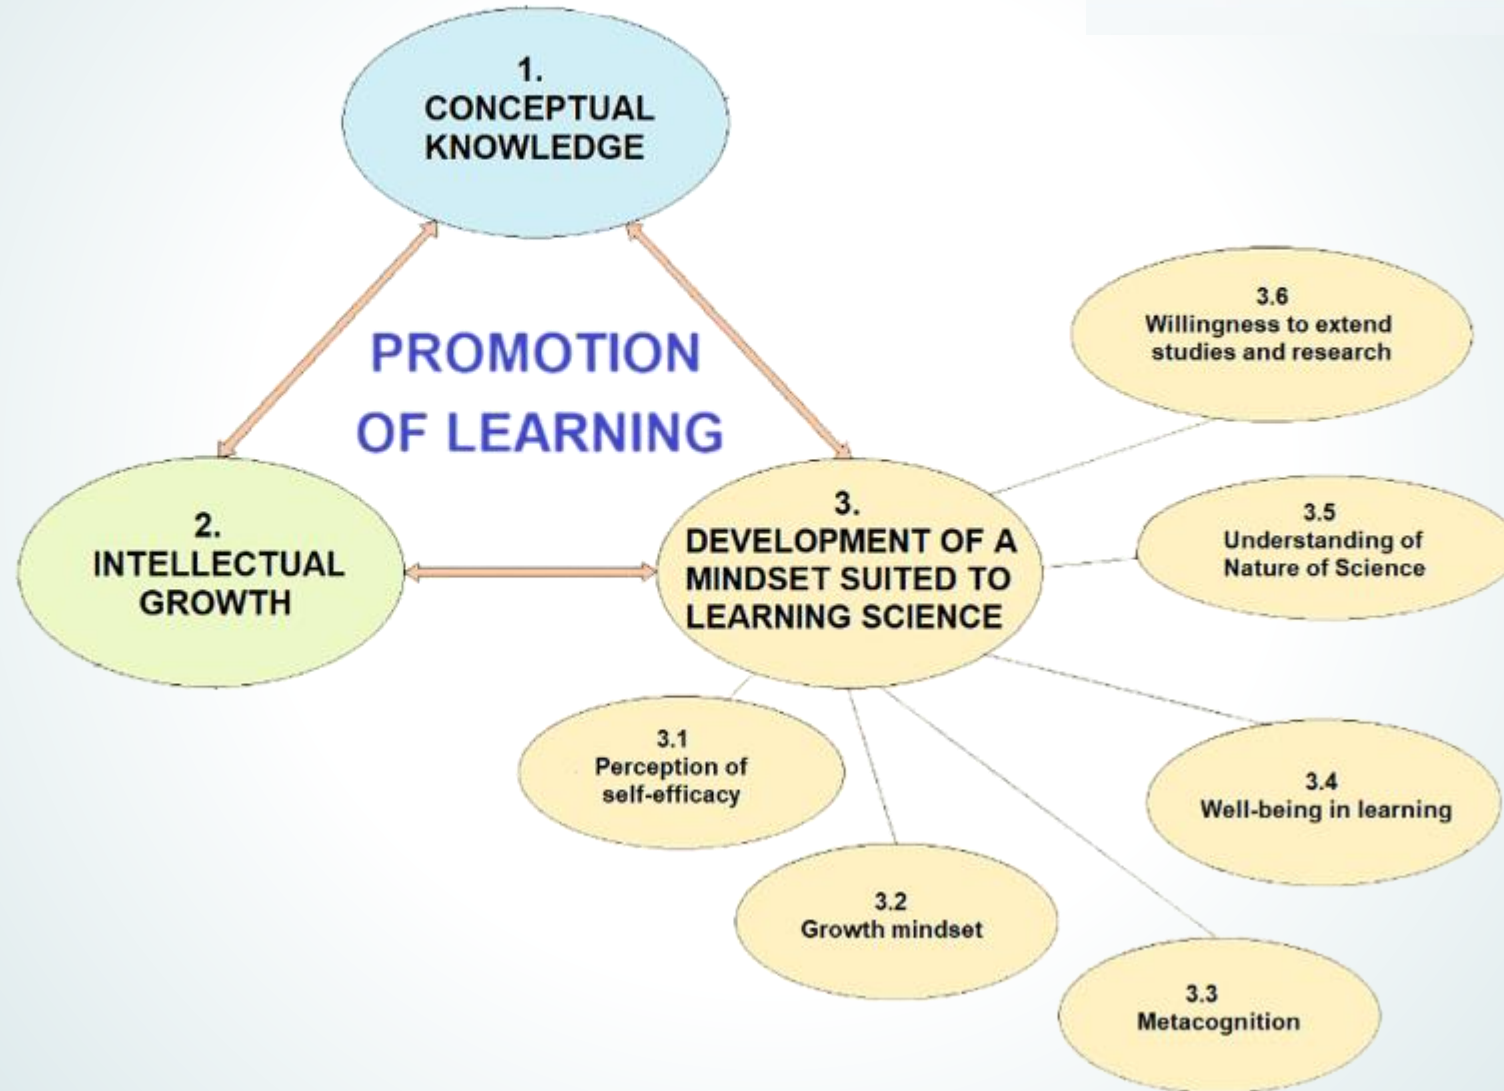 1.
CONCEPTUAL
KNOWLEDGE
PROMOTION
OF LEARNING
2.
INTELLECTUAL
GROWTH
3.
DEVELOPMENT OF A
MINDSET SUITED TO
LEARNING SCIENCE
3.1
Perception of
self-efficacy
3.2
Growth mindset
3.3
Metacognition
3.4
Well-being in learning
3.5
Understanding of
Nature of Science
3.6
Willingness to extend
studies and research